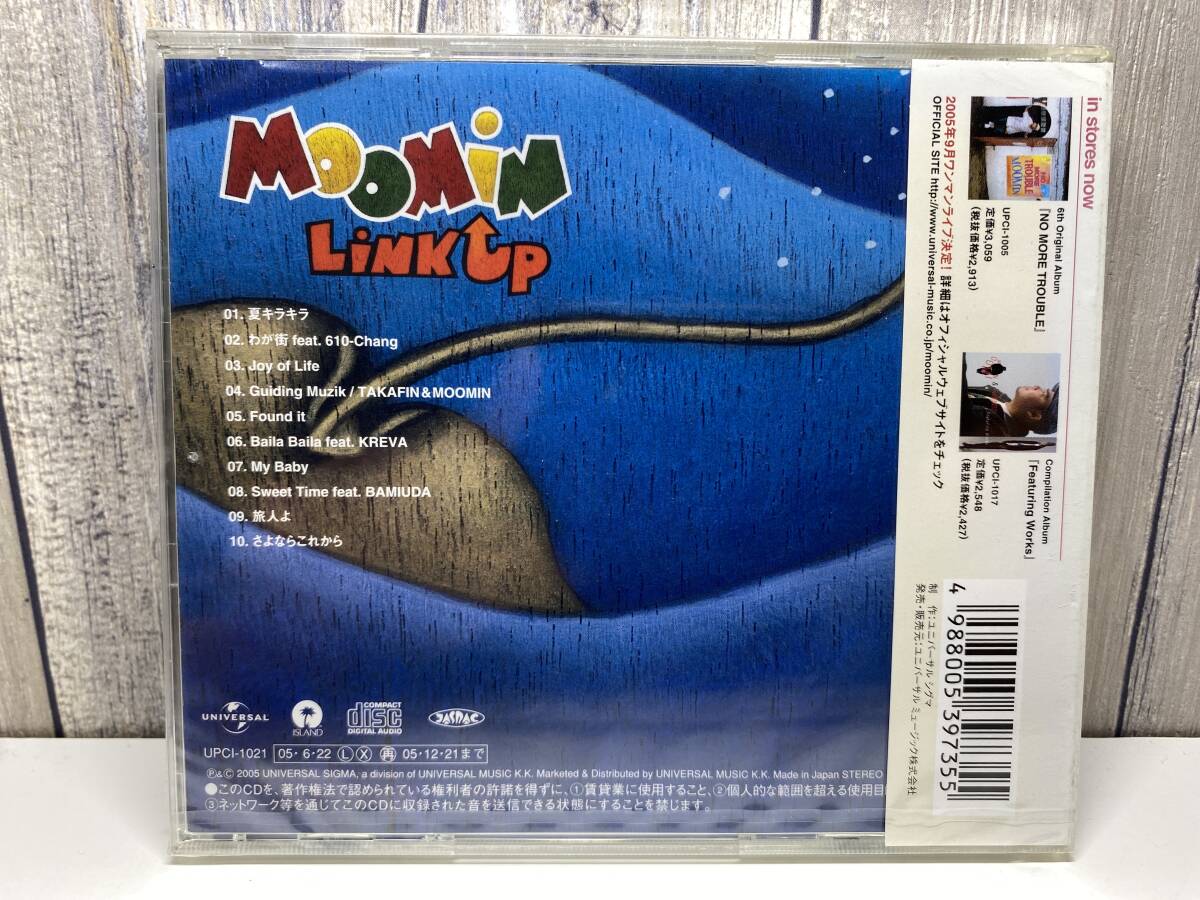 MOOMIN
LINK UP
01. 夏キラキラ
02. わが街 feat. 610-Chang
03. Joy of Life
04. Guiding Muzik / TAKAFIN&MOOMIN
05. Found it
06. Baila Baila feat. KREVA
07. My Baby
08. Sweet Time feat. BAMIUDA
09. 旅人よ
10. さよならこれから
UNIVERSAL
ISLAND
COMPACT
disc
DIGITAL AUDIO
JASRAC
UPCI-1021 05・6・22 Ⓛ Ⓧ 再 05・12・21まで
℗&© 2005 UNIVERSAL SIGMA, a division of UNIVERSAL MUSIC K.K. Marketed & Distributed by UNIVERSAL MUSIC K.K. Made in Japan STEREO
●このCDを、著作権法で認められている権利者の許諾を得ずに、①賃貸業に使用すること、②個人的な範囲を超える使用目
③ネットワーク等を通じてこのCDに収録された音を送信できる状態にすることを禁じます。
in stores now
NO MORE
TROUBLE
MOOMIN
6th Original Album
『NO MORE TROUBLE』
UPCI-1005
定価¥3,059
(税抜価格¥2,913)
Compilation Album
『Featuring Works』
UPCI-1017
定価¥2,548
(税抜価格¥2,427)
2005年9月ワンマンライブ決定! 詳細はオフィシャルウェブサイトをチェック
OFFICIAL SITE http://www.universal-music.co.jp/moomin/
4 988005 397355
制 作:ユニバーサル シグマ
発売・販売元:ユニバーサル ミュージック株式会社